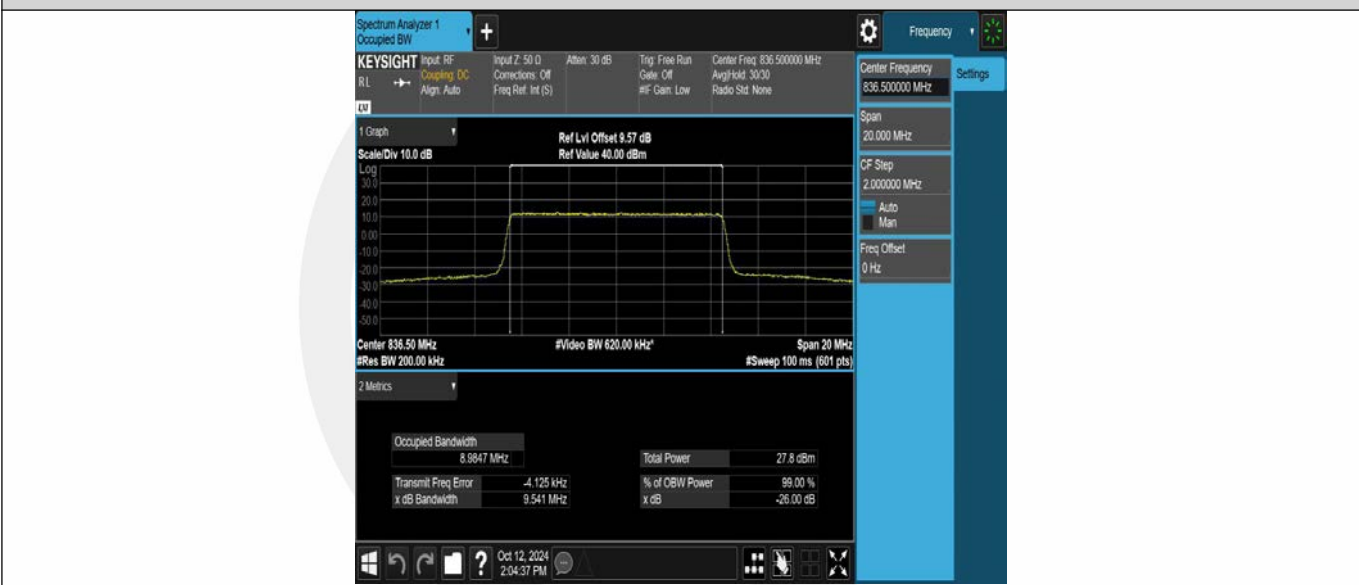 Spectrum Analyzer 1
Occupied BW
+
Frequency
KEYSIGHT
RL
LXI
Input: RF
Coupling: DC
Align: Auto
Input Z: 50 Ω
Corrections: Off
Freq Ref: Int (S)
Atten: 30 dB
Trig: Free Run
Gate: Off
#IF Gain: Low
Center Freq: 836.500000 MHz
Avg|Hold: 30/30
Radio Std: None
Center Frequency
836.500000 MHz
Settings
Span
20.000 MHz
CF Step
2.000000 MHz
Auto
Man
Freq Offset
0 Hz
1 Graph
Scale/Div 10.0 dB
Ref Lvl Offset 9.57 dB
Ref Value 40.00 dBm
Log
30.0
20.0
10.0
0.00
-10.0
-20.0
-30.0
-40.0
-50.0
Center 836.50 MHz
#Res BW 200.00 kHz
#Video BW 620.00 kHz*
Span 20 MHz
#Sweep 100 ms (601 pts)
2 Metrics
Occupied Bandwidth
8.9847 MHz
Transmit Freq Error -4.125 kHz
x dB Bandwidth 9.541 MHz
Total Power 27.8 dBm
% of OBW Power 99.00 %
x dB -26.00 dB
?
Oct 12, 2024
2:04:37 PM